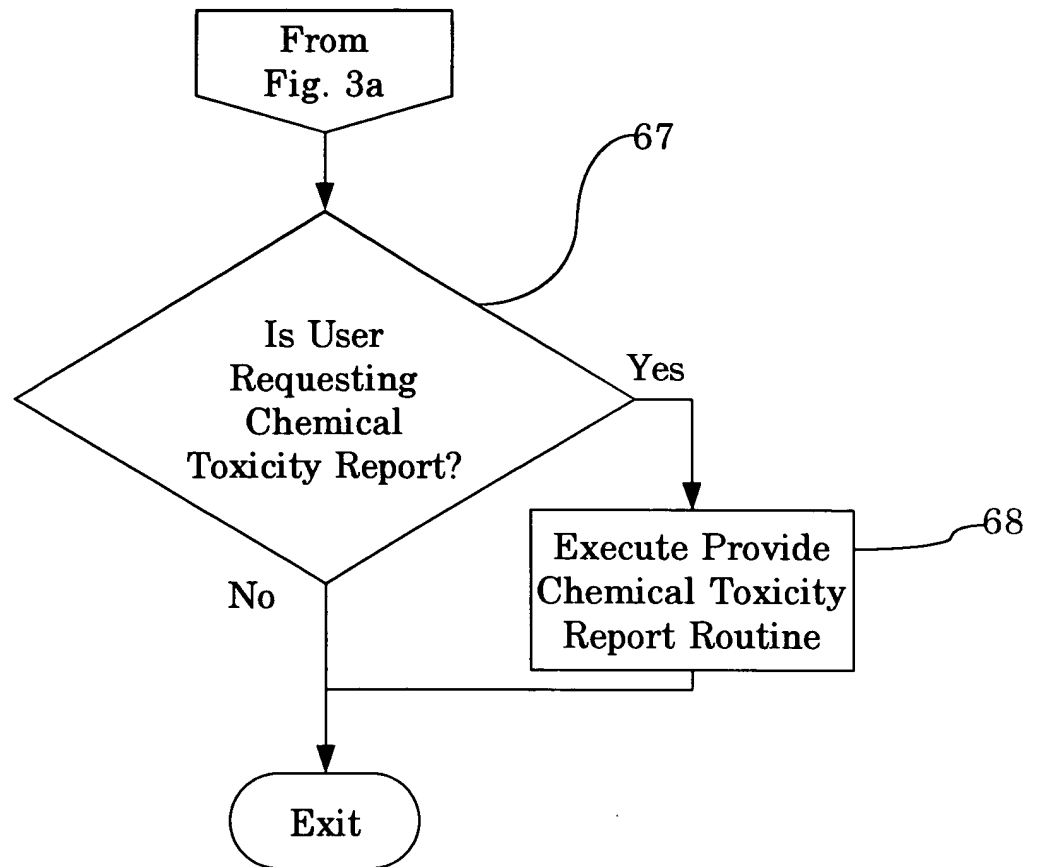 From
Fig. 3a
67
Is User
Requesting
Chemical
Toxicity Report?
Yes
68
Execute Provide
Chemical Toxicity
Report Routine
No
Exit